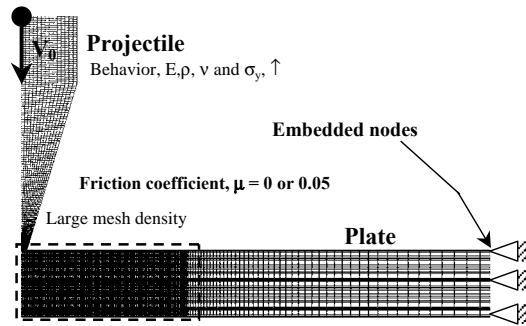 V0
Projectile
Behavior, E,ρ, ν and σy, ↑
Embedded nodes
Friction coefficient, μ = 0 or 0.05
Large mesh density
Plate